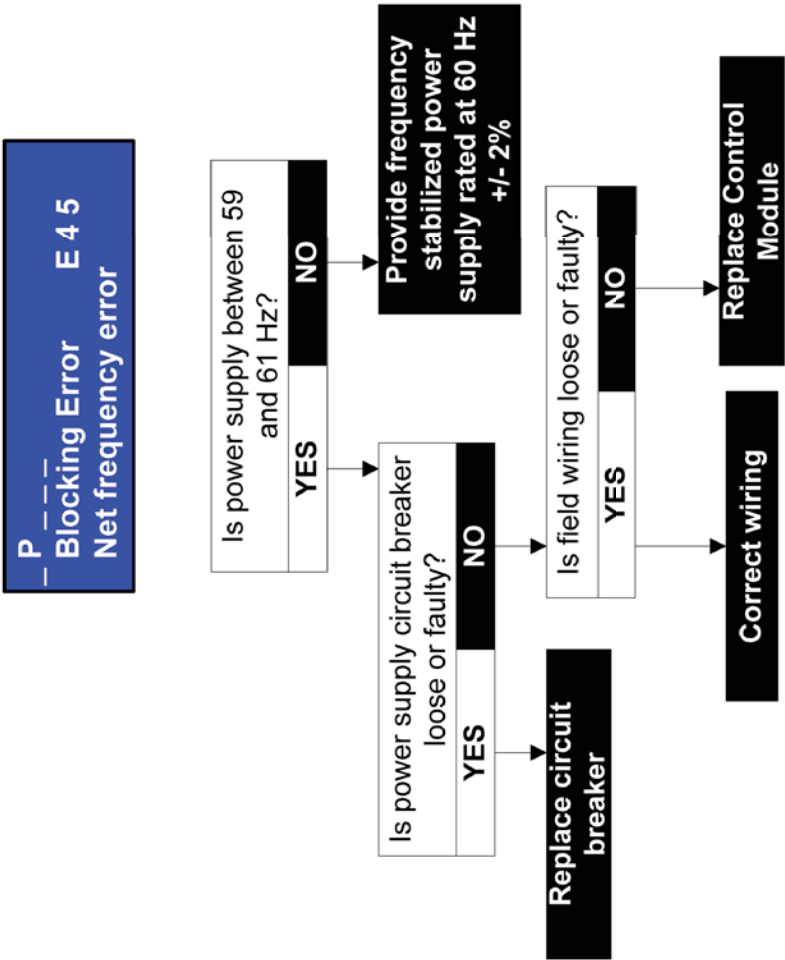 _ P _ _ _
Blocking Error E 4 5
Net frequency error
Is power supply between 59
and 61 Hz?
YES NO
Provide frequency
stabilized power
supply rated at 60 Hz
+/- 2%
Is power supply circuit breaker
loose or faulty?
YES NO
Replace circuit
breaker
Is field wiring loose or faulty?
YES NO
Correct wiring
Replace Control
Module